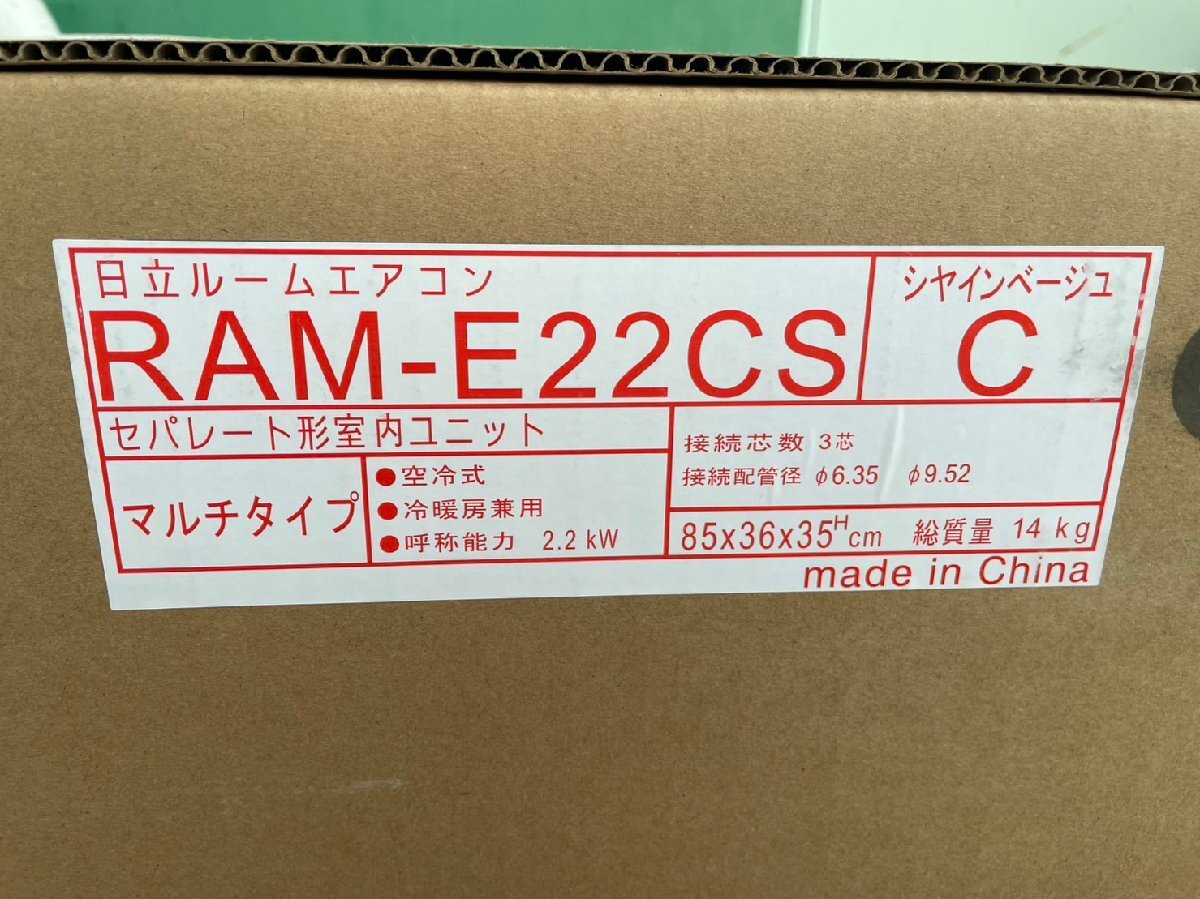 日立ルームエアコン
RAM-E22CS
シヤインベージユ
C
セパレート形室内ユニット
マルチタイプ
●空冷式
●冷暖房兼用
●呼称能力 2.2 kW
接続芯数 3芯
接続配管径 φ6.35 φ9.52
85x36x35ᴴcm 総質量 14 kg
made in China